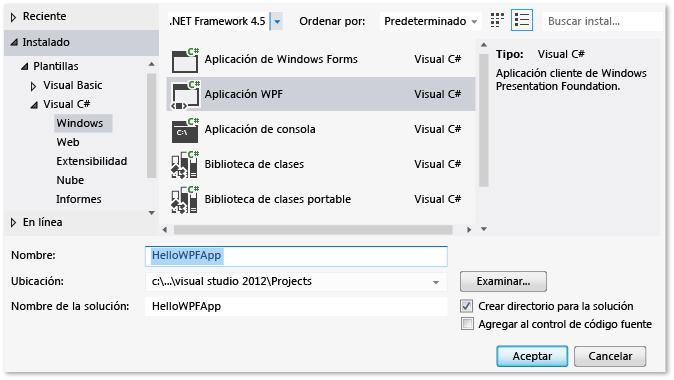 Reciente
.NET Framework 4.5
Ordenar por:
Predeterminado
Buscar instal...
Instalado
Plantillas
Visual Basic
Visual C#
Windows
Web
Extensibilidad
Nube
Informes
En línea
C# Aplicación de Windows Forms Visual C#
C# Aplicación WPF Visual C#
C# C:\ Aplicación de consola Visual C#
C# Biblioteca de clases Visual C#
C# Biblioteca de clases portable Visual C#
Tipo: Visual C#
Aplicación cliente de Windows
Presentation Foundation.
Nombre: HelloWPFApp
Ubicación: c:\...\visual studio 2012\Projects
Examinar...
Nombre de la solución: HelloWPFApp
Crear directorio para la solución
Agregar al control de código fuente
Aceptar
Cancelar